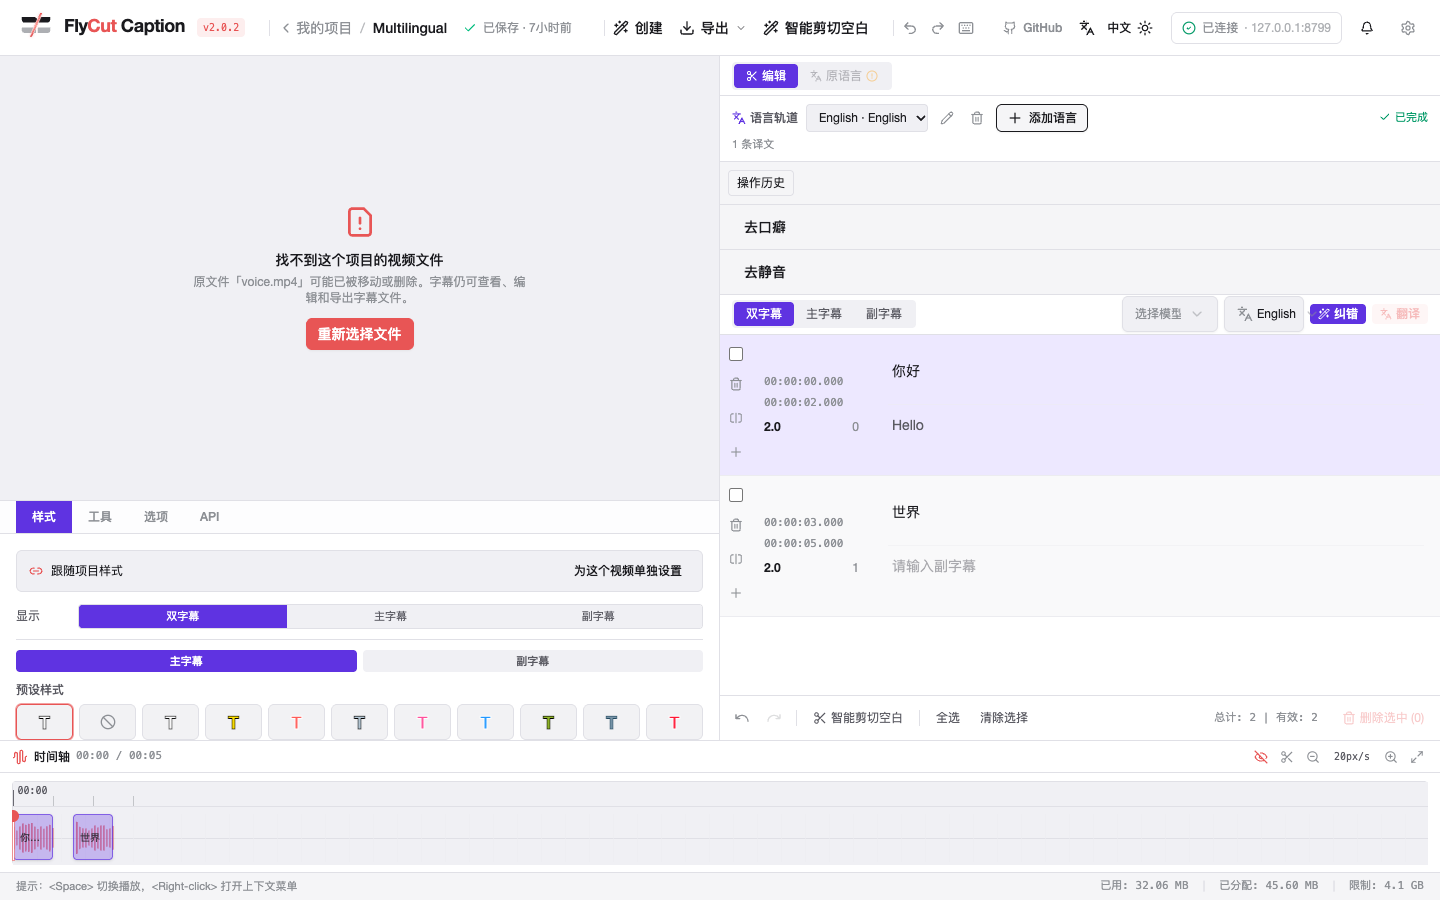 FlyCut Caption v2.0.2 我的项目 / Multilingual 已保存 · 7小时前 创建 导出 智能剪切空白 GitHub 中文 已连接 · 127.0.0.1:8799
编辑 原语言
语言轨道 English · English 添加语言 已完成
1 条译文
操作历史
去口癖
去静音
双字幕 主字幕 副字幕 选择模型 English 纠错 翻译
找不到这个项目的视频文件
原文件「voice.mp4」可能已被移动或删除。字幕仍可查看、编
辑和导出字幕文件。
重新选择文件
你好
00:00:00.000
00:00:02.000
2.0 0 Hello
世界
00:00:03.000
00:00:05.000
2.0 1 请输入副字幕
样式 工具 选项 API
跟随项目样式 为这个视频单独设置
显示 双字幕 主字幕 副字幕
主字幕 副字幕
预设样式
T T T T T T T T T T
智能剪切空白 全选 清除选择 总计: 2 | 有效: 2 删除选中 (0)
时间轴 00:00 / 00:05 20px/s
00:00
你... 世界
提示: <Space> 切换播放, <Right-click> 打开上下文菜单 已用: 32.06 MB 已分配: 45.60 MB 限制: 4.1 GB